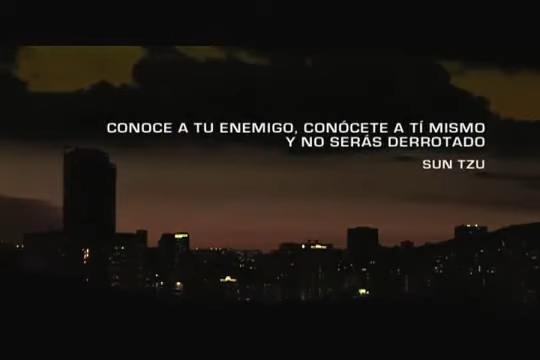 CONOCE A TU ENEMIGO, CONÓCETE A TÍ MISMO
Y NO SERÁS DERROTADO
SUN TZU